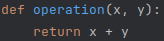 def operation(x, y):
    return x + y